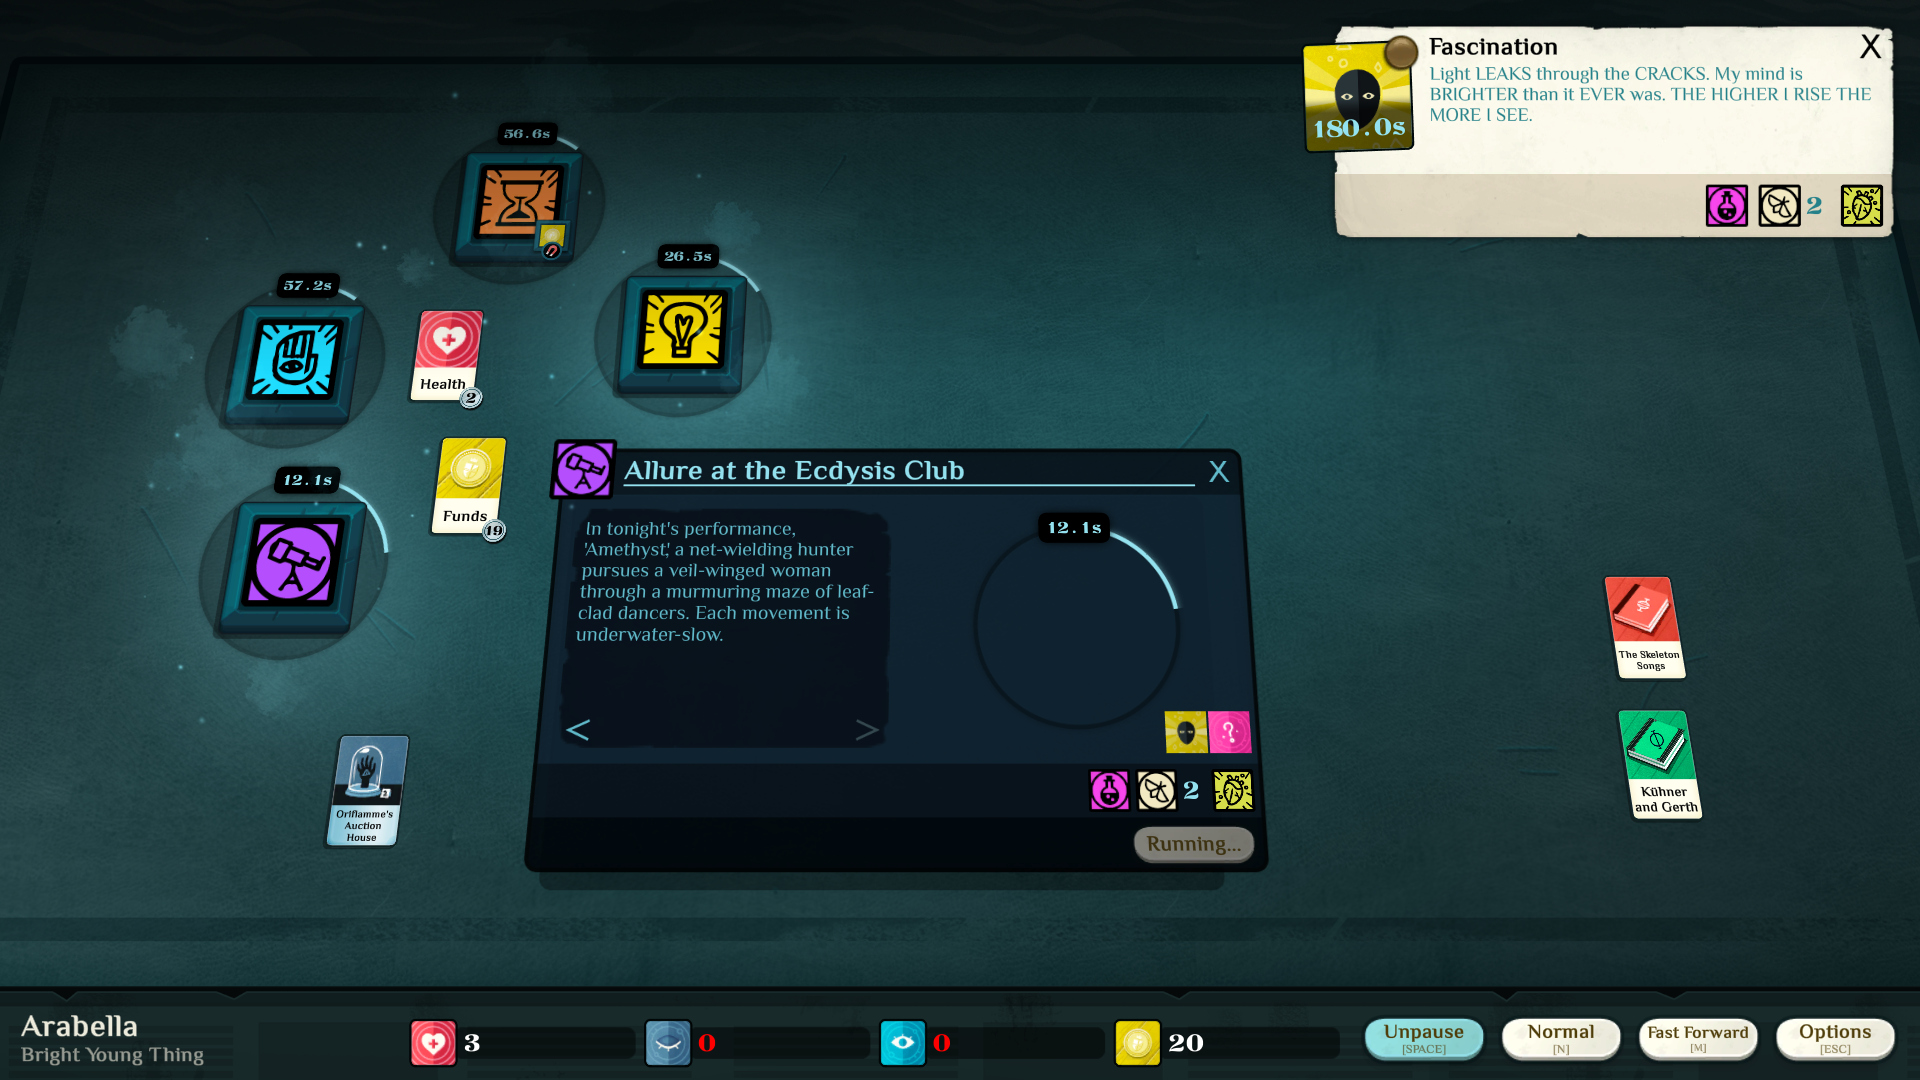 Fascination
X
Light LEAKS through the CRACKS. My mind is
BRIGHTER than it EVER was. THE HIGHER I RISE THE
MORE I SEE.
180.0s
2
56.6s
26.5s
57.2s
Health
2
12.1s
Funds
19
Allure at the Ecdysis Club
X
In tonight's performance,
'Amethyst,' a net-wielding hunter
pursues a veil-winged woman
through a murmuring maze of leaf-
clad dancers. Each movement is
underwater-slow.
12.1s
<
>
?
2
Running...
The Skeleton
Songs
Kühner
and Gerth
Oriflamme's
Auction
House
Arabella
Bright Young Thing
3
0
0
20
Unpause
[SPACE]
Normal
[N]
Fast Forward
[M]
Options
[ESC]